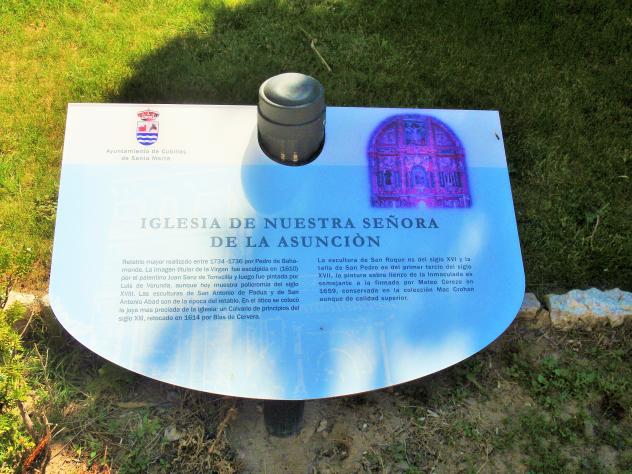 Ayuntamiento de Cubillas
de Santa Marta
IGLESIA DE NUESTRA SEÑORA
DE LA ASUNCIÒN
Retablo mayor realizado entre 1734 -1736 por Pedro de Baha-
monde. La imagen titular de la Virgen fue esculpida en (1610)
por el palentino Juan Sanz de Torrecilla y luego fue pintada por
Luis de Varunda, aunque hoy muestra policromía del siglo
XVIII. Las esculturas de San Antonio de Padua y de San
Antonio Abad son de la época del retablo. En el ático se colocó
la joya mas preciada de la iglesia: un Calvario de principios del
siglo XIII, retocado en 1614 por Blas de Cervera.
La escultura de San Roque es del siglo XVI y la
talla de San Pedro es del primer tercio del siglo
XVII, la pintura sobre lienzo de la Inmaculada es
semejante a la firmada por Mateo Cerezo en
1659, conservada en la colección Mac Crohan
aunque de calidad superior.